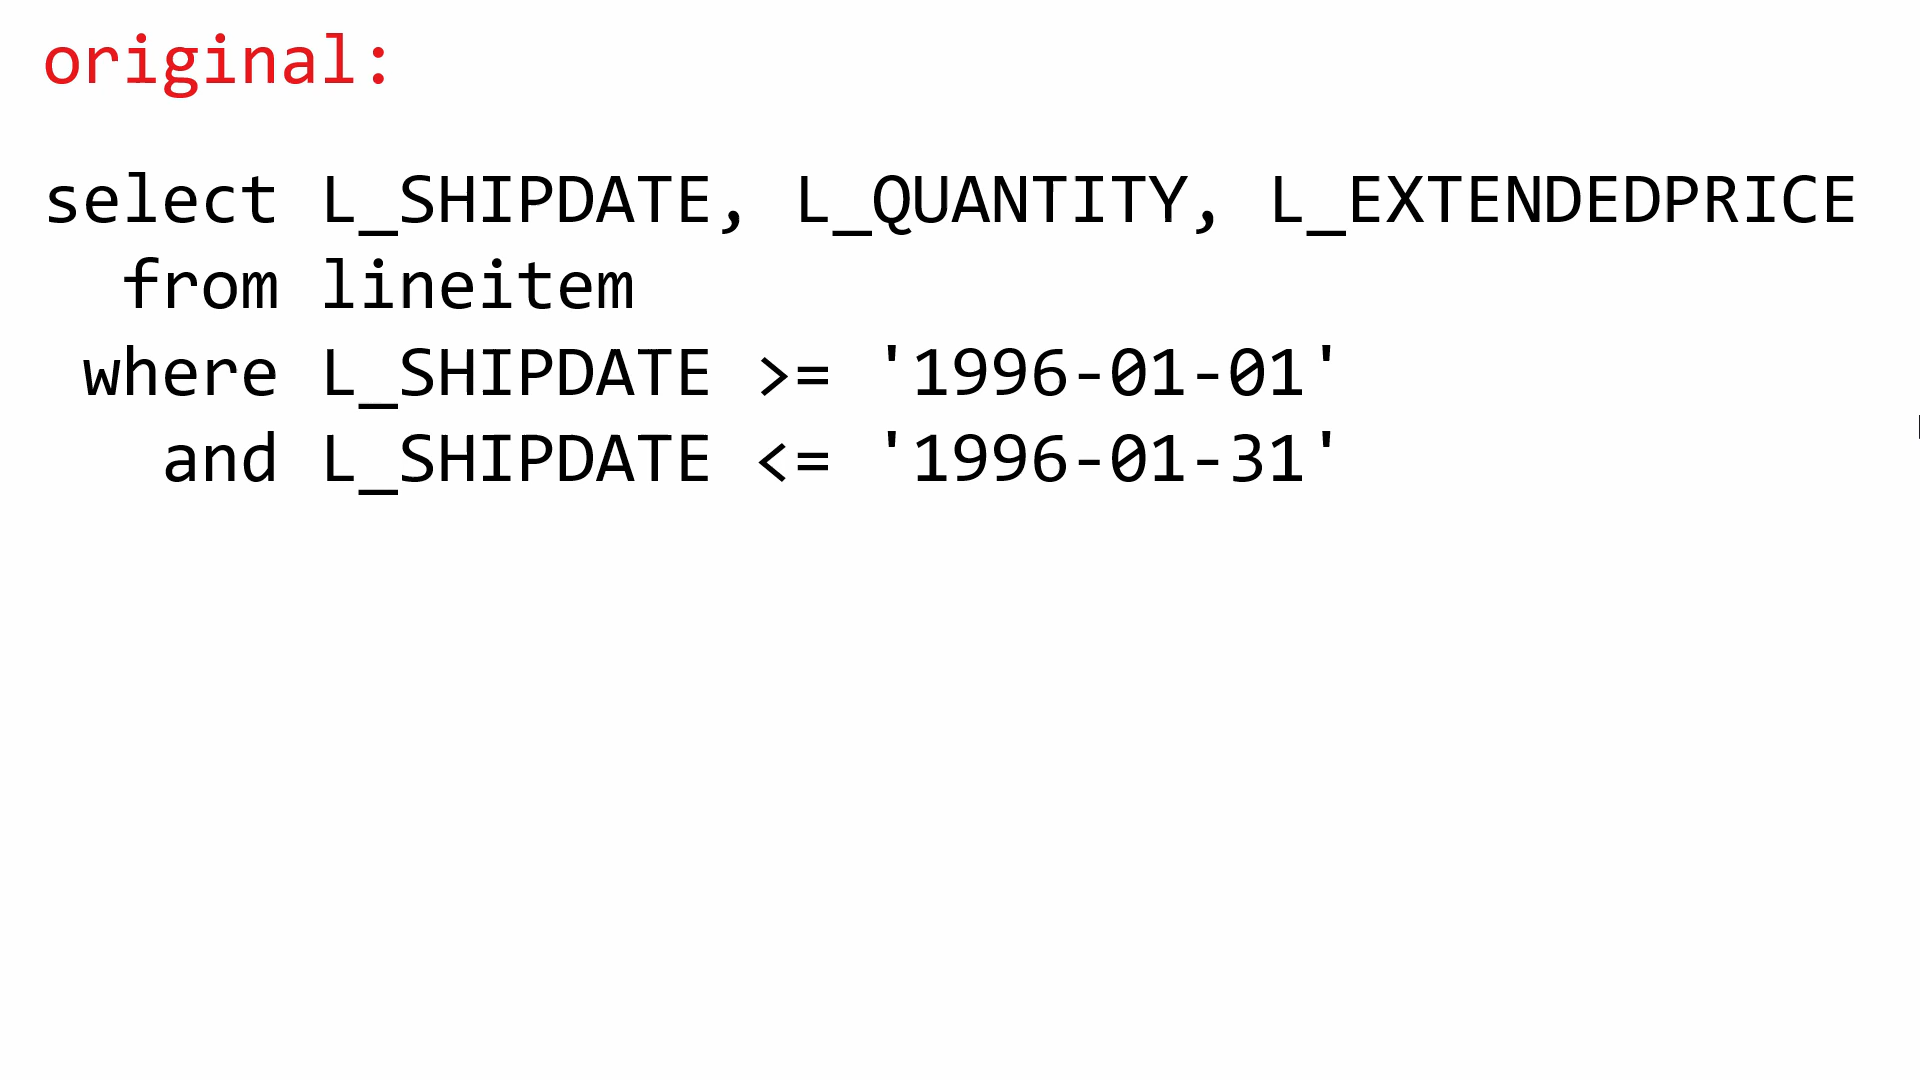 original:
select L_SHIPDATE, L_QUANTITY, L_EXTENDEDPRICE
from lineitem
where L_SHIPDATE >= '1996-01-01'
and L_SHIPDATE <= '1996-01-31'